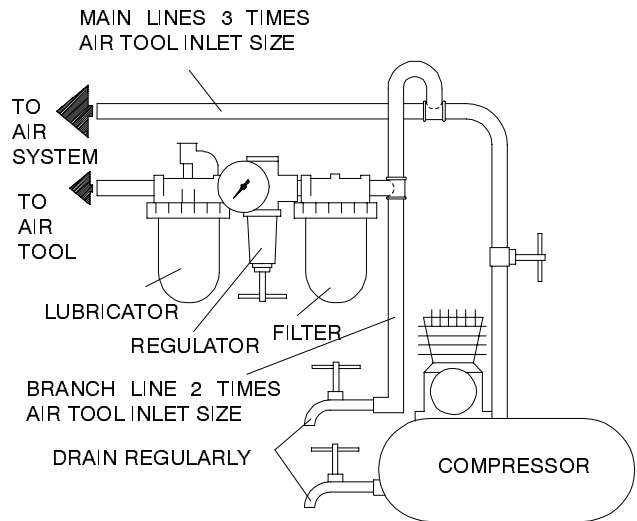 MAIN LINES 3 TIMES
AIR TOOL INLET SIZE
TO
AIR
SYSTEM
TO
AIR
TOOL
LUBRICATOR
REGULATOR
FILTER
BRANCH LINE 2 TIMES
AIR TOOL INLET SIZE
DRAIN REGULARLY
COMPRESSOR